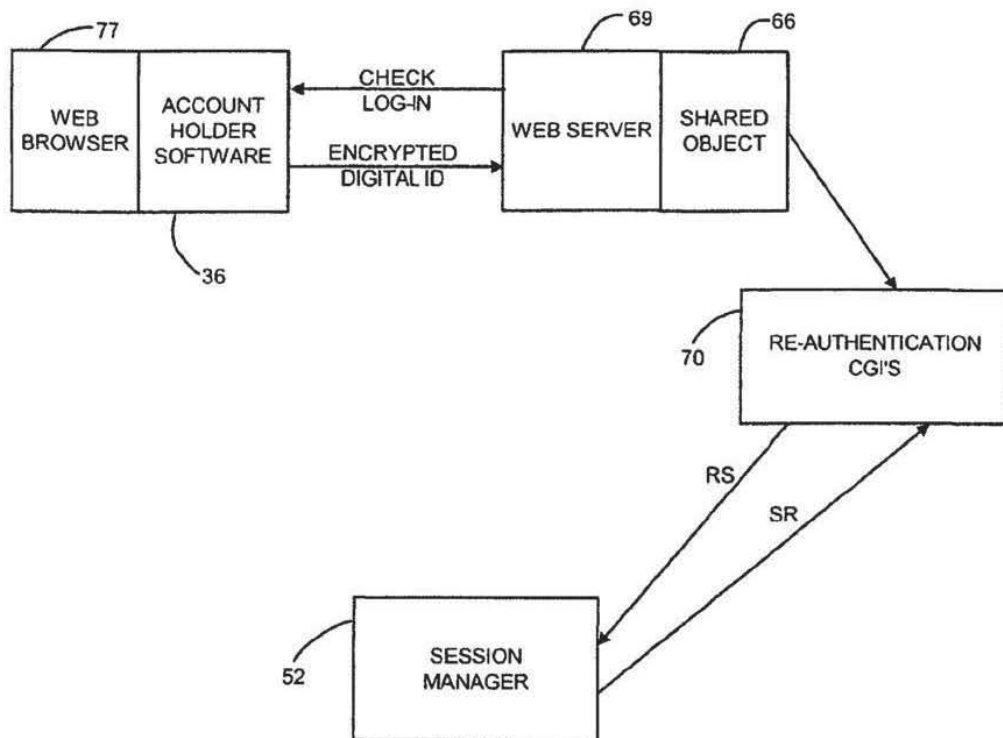 77
69
66
WEB
BROWSER
ACCOUNT
HOLDER
SOFTWARE
CHECK
LOG-IN
ENCRYPTED
DIGITAL ID
WEB SERVER
SHARED
OBJECT
36
70
RE-AUTHENTICATION
CGI'S
RS
SR
52
SESSION
MANAGER